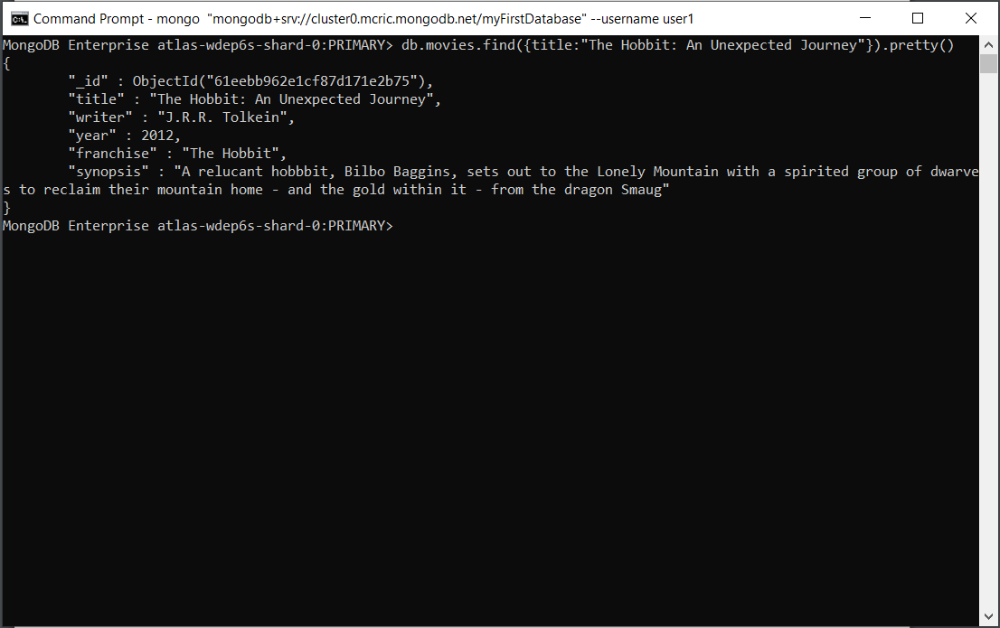 Command Prompt - mongo "mongodb+srv://cluster0.mcric.mongodb.net/myFirstDatabase" --username user1
MongoDB Enterprise atlas-wdep6s-shard-0:PRIMARY> db.movies.find({title:"The Hobbit: An Unexpected Journey"}).pretty()
{
        "_id" : ObjectId("61eebb962e1cf87d171e2b75"),
        "title" : "The Hobbit: An Unexpected Journey",
        "writer" : "J.R.R. Tolkein",
        "year" : 2012,
        "franchise" : "The Hobbit",
        "synopsis" : "A relucant hobbbit, Bilbo Baggins, sets out to the Lonely Mountain with a spirited group of dwarve
s to reclaim their mountain home - and the gold within it - from the dragon Smaug"
}
MongoDB Enterprise atlas-wdep6s-shard-0:PRIMARY>